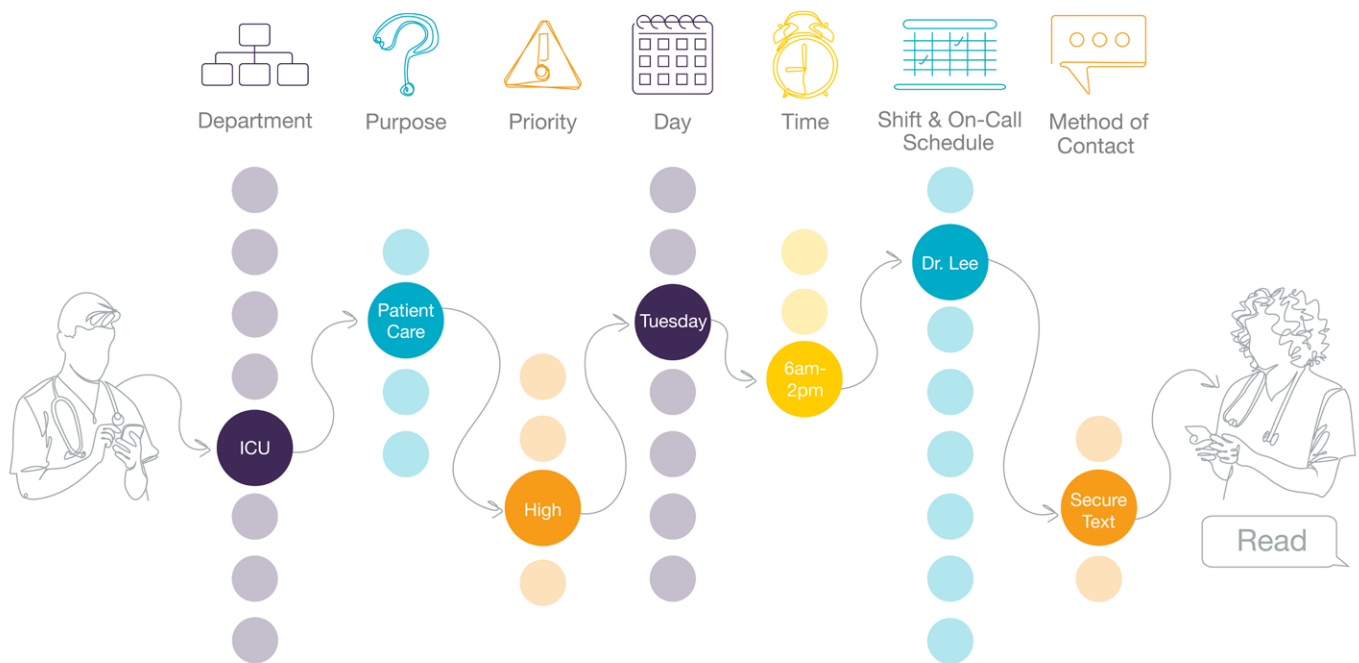 Department
Purpose
Priority
Day
Time
Shift & On-Call
Schedule
Method of
Contact
ICU
Patient
Care
High
Tuesday
6am-
2pm
Dr. Lee
Secure
Text
Read